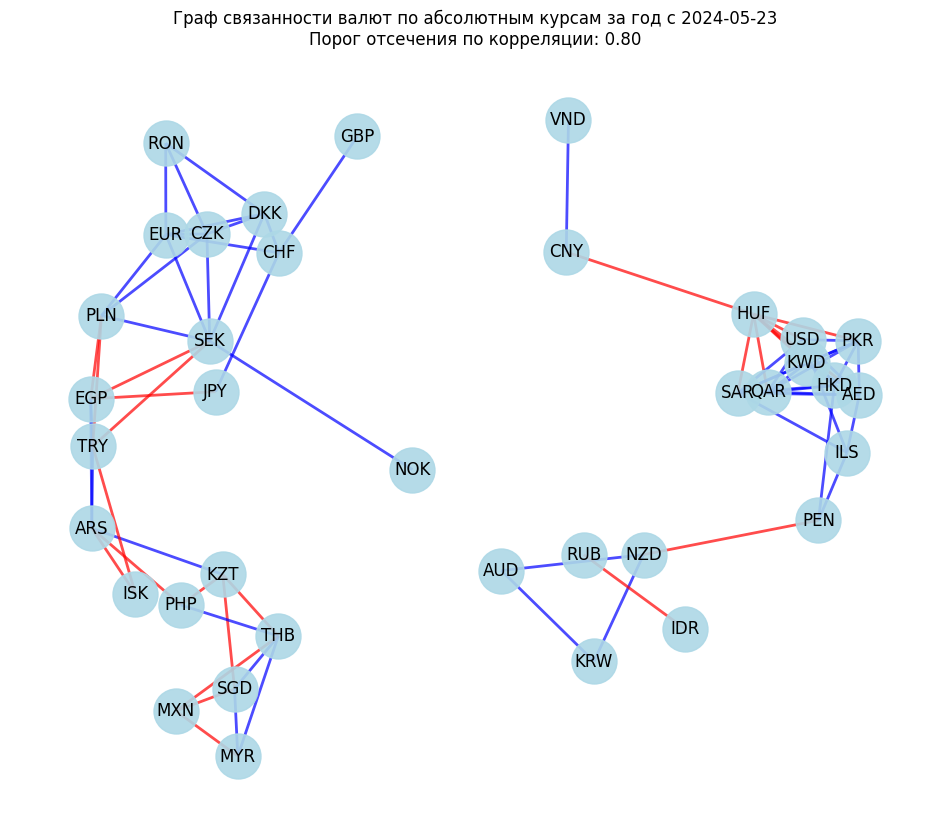 Граф связанности валют по абсолютным курсам за год с 2024-05-23
Порог отсечения по корреляции: 0.80
VND
GBP
RON
DKK
EUR
CZK
CHF
CNY
HUF
PLN
SEK
USD
PKR
KWD
JPY
EGP
SAR
QAR
HKD
AED
TRY
ILS
NOK
PEN
ARS
RUB
NZD
AUD
KZT
ISK
PHP
IDR
THB
KRW
SGD
MXN
MYR